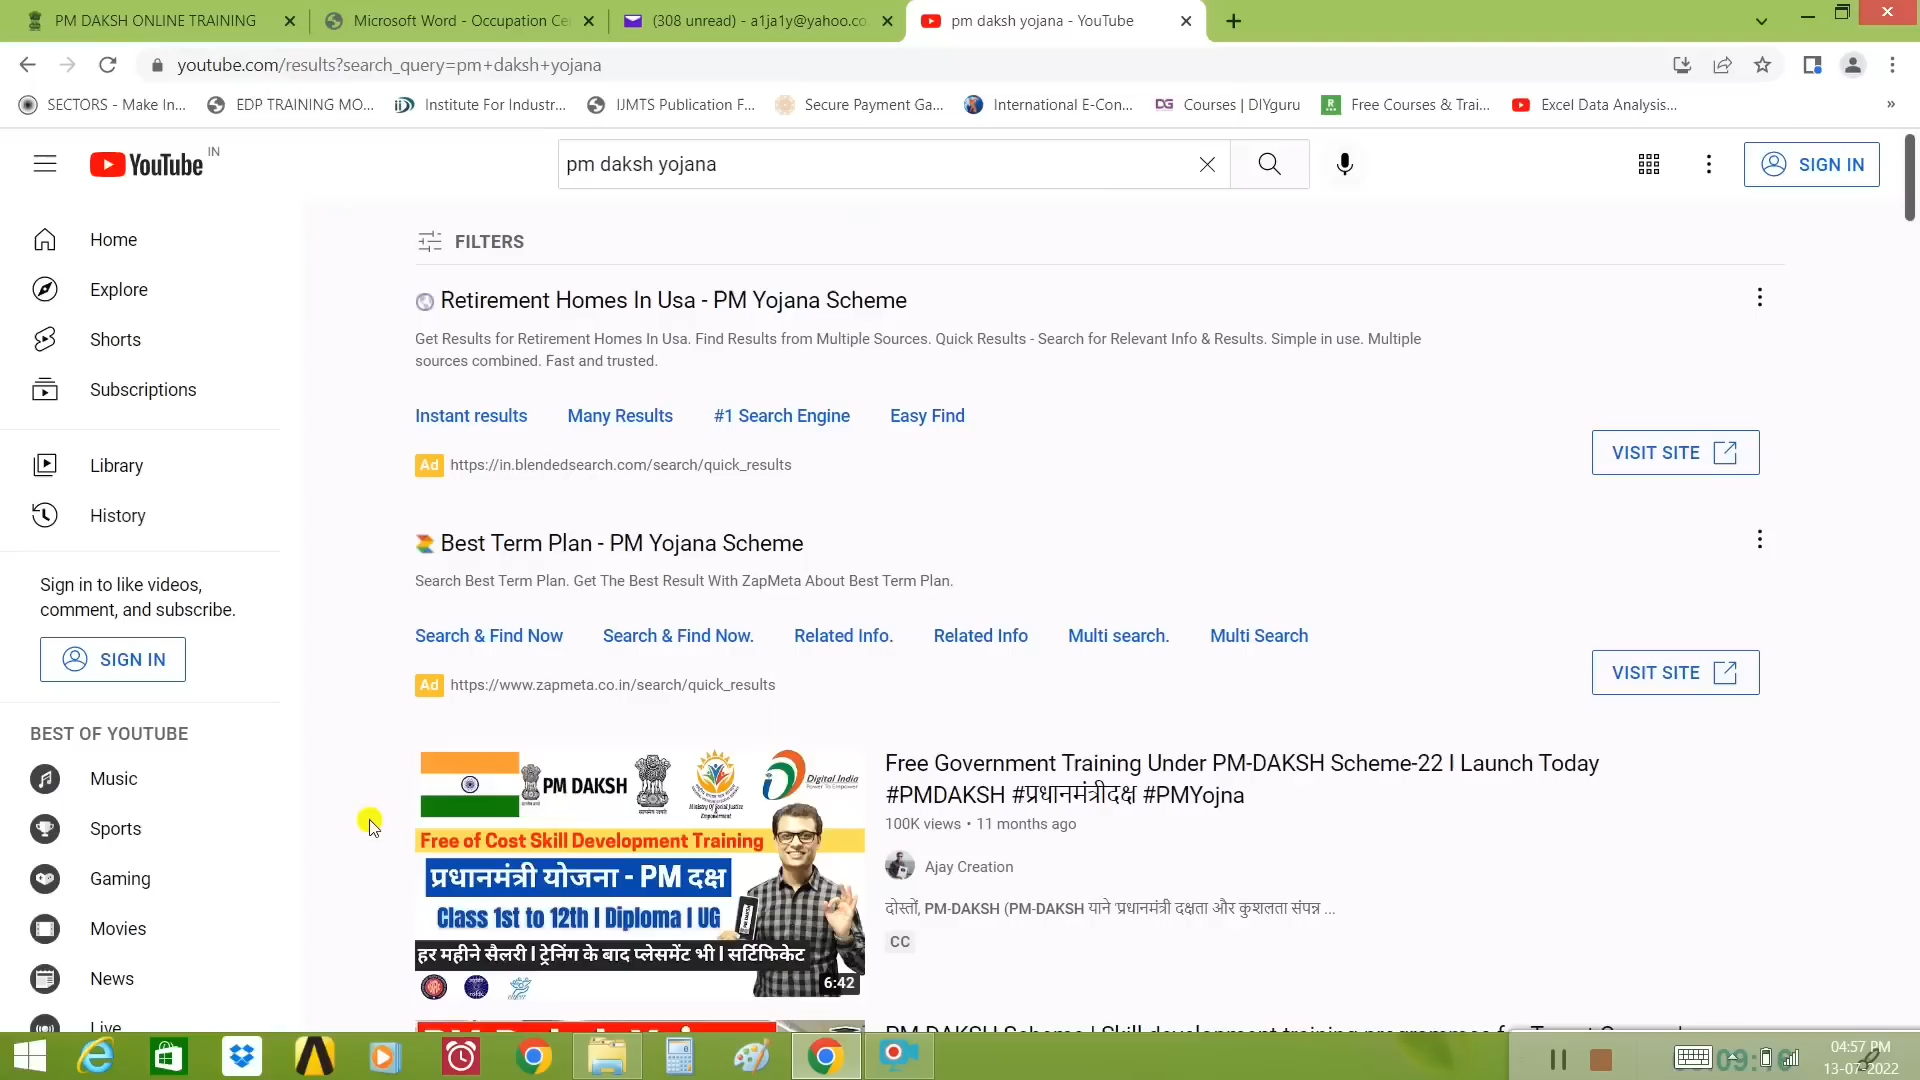 PM DAKSH ONLINE TRAINING
Microsoft Word - Occupation Ce
(308 unread) - a1ja1y@yahoo.co
pm daksh yojana - YouTube
youtube.com/results?search_query=pm+daksh+yojana
SECTORS - Make In...
EDP TRAINING MO...
Institute For Industr...
IJMTS Publication F...
Secure Payment Ga...
International E-Con...
DG Courses | DIYguru
Free Courses & Trai...
Excel Data Analysis...
»
YouTube IN
pm daksh yojana
SIGN IN
Home
Explore
Shorts
Subscriptions
Library
History
Sign in to like videos,
comment, and subscribe.
SIGN IN
BEST OF YOUTUBE
Music
Sports
Gaming
Movies
News
Live
FILTERS
Retirement Homes In Usa - PM Yojana Scheme
Get Results for Retirement Homes In Usa. Find Results from Multiple Sources. Quick Results - Search for Relevant Info & Results. Simple in use. Multiple
sources combined. Fast and trusted.
Instant results Many Results #1 Search Engine Easy Find
Ad https://in.blendedsearch.com/search/quick_results
VISIT SITE
Best Term Plan - PM Yojana Scheme
Search Best Term Plan. Get The Best Result With ZapMeta About Best Term Plan.
Search & Find Now Search & Find Now. Related Info. Related Info Multi search. Multi Search
Ad https://www.zapmeta.co.in/search/quick_results
VISIT SITE
PM DAKSH
Ministry Of Social Justice
& Empowerment
Digital India
Power To Empower
Free of Cost Skill Development Training
प्रधानमंत्री योजना - PM दक्ष
Class 1st to 12th I Diploma I UG
हर महीने सैलरी I ट्रेनिंग के बाद प्लेसमेंट भी I सर्टिफिकेट
6:42
Free Government Training Under PM-DAKSH Scheme-22 I Launch Today
#PMDAKSH #प्रधानमंत्रीदक्ष #PMYojna
100K views • 11 months ago
Ajay Creation
दोस्तों, PM-DAKSH (PM-DAKSH याने 'प्रधानमंत्री दक्षता और कुशलता संपन्न ...
CC
04:57 PM
13-07-2022